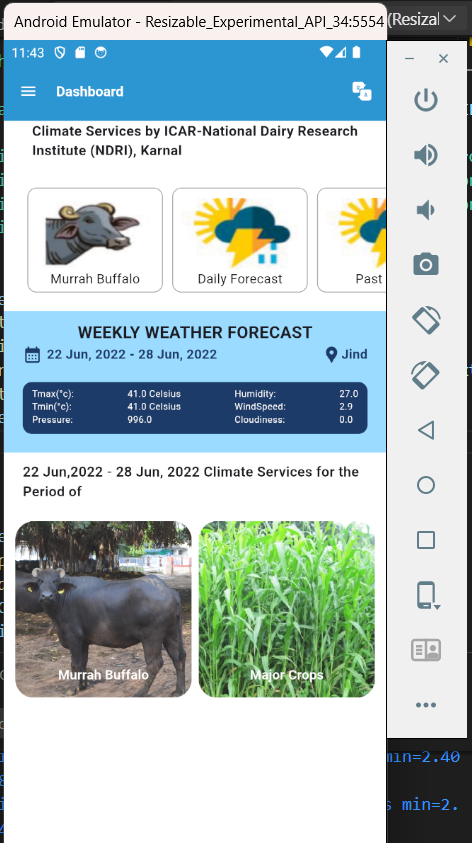 Android Emulator - Resizable_Experimental_API_34:5554
(Resizal
11:43
Dashboard
Climate Services by ICAR-National Dairy Research
Institute (NDRI), Karnal
Murrah Buffalo
Daily Forecast
Past
WEEKLY WEATHER FORECAST
22 Jun, 2022 - 28 Jun, 2022
Jind
Tmax(°c): 41.0 Celsius Humidity: 27.0
Tmin(°c): 41.0 Celsius WindSpeed: 2.9
Pressure: 996.0 Cloudiness: 0.0
22 Jun,2022 - 28 Jun, 2022 Climate Services for the
Period of
Murrah Buffalo
Major Crops
min=2.40
s min=2.